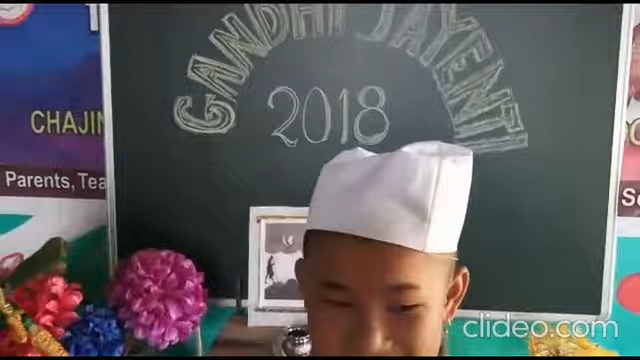 GANDHI JAYENTI
2018
CHAJIN
Parents, Tea
clideo.com